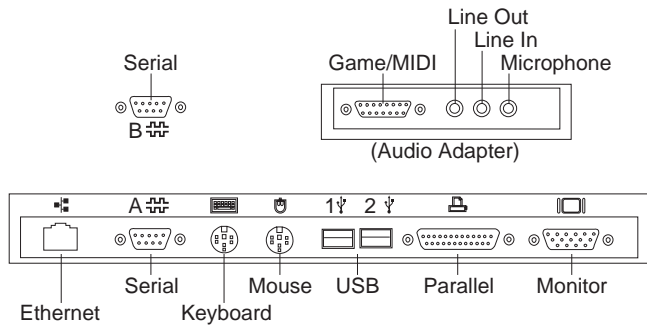 Line Out
Line In
Serial
Game/MIDI
Microphone
B
(Audio Adapter)
A
1
2
Serial
Mouse
USB
Parallel
Monitor
Ethernet
Keyboard